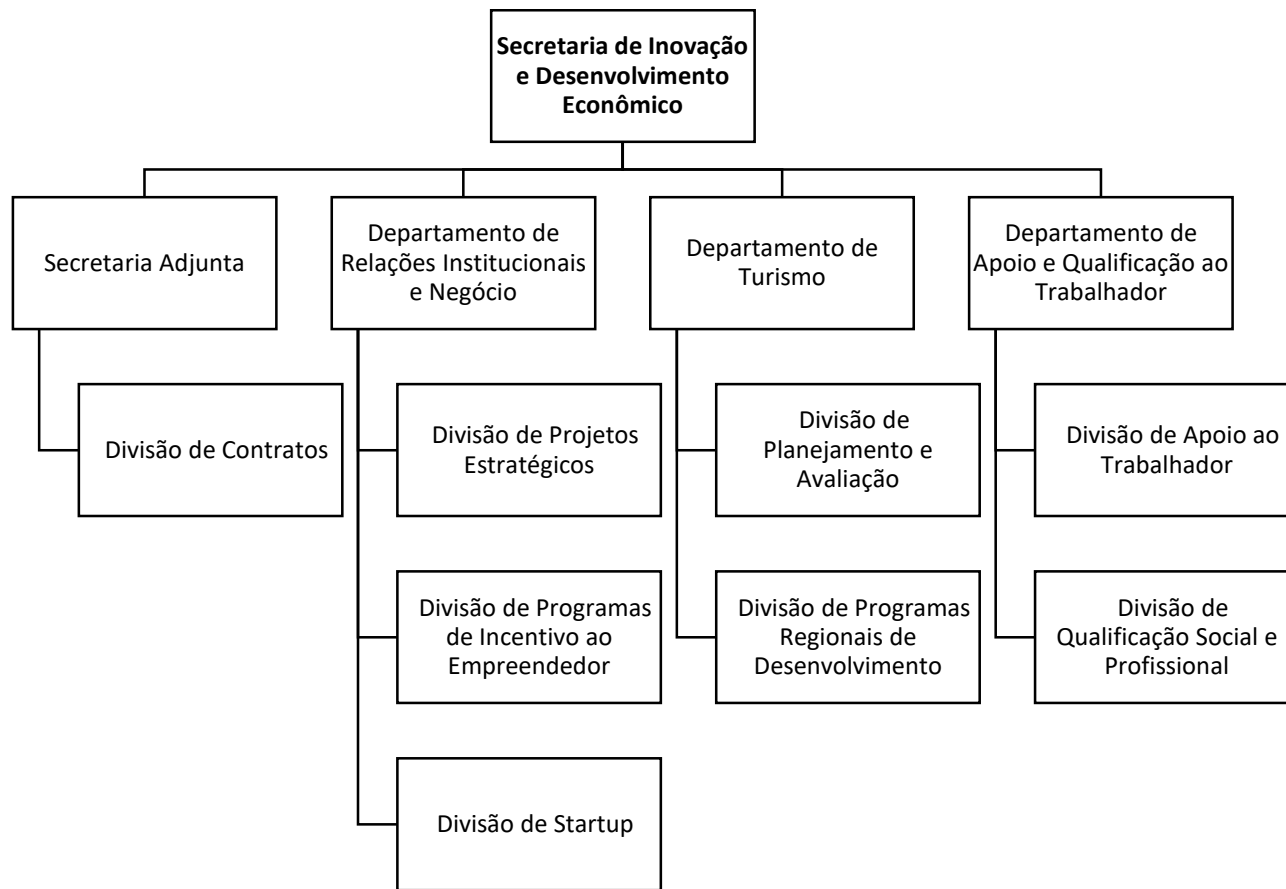 Secretaria de Inovação
e Desenvolvimento
Econômico
Secretaria Adjunta
Departamento de
Relações Institucionais
e Negócio
Departamento de
Turismo
Departamento de
Apoio e Qualificação ao
Trabalhador
Divisão de Contratos
Divisão de Projetos
Estratégicos
Divisão de
Planejamento e
Avaliação
Divisão de Apoio ao
Trabalhador
Divisão de Programas
de Incentivo ao
Empreendedor
Divisão de Programas
Regionais de
Desenvolvimento
Divisão de
Qualificação Social e
Profissional
Divisão de Startup